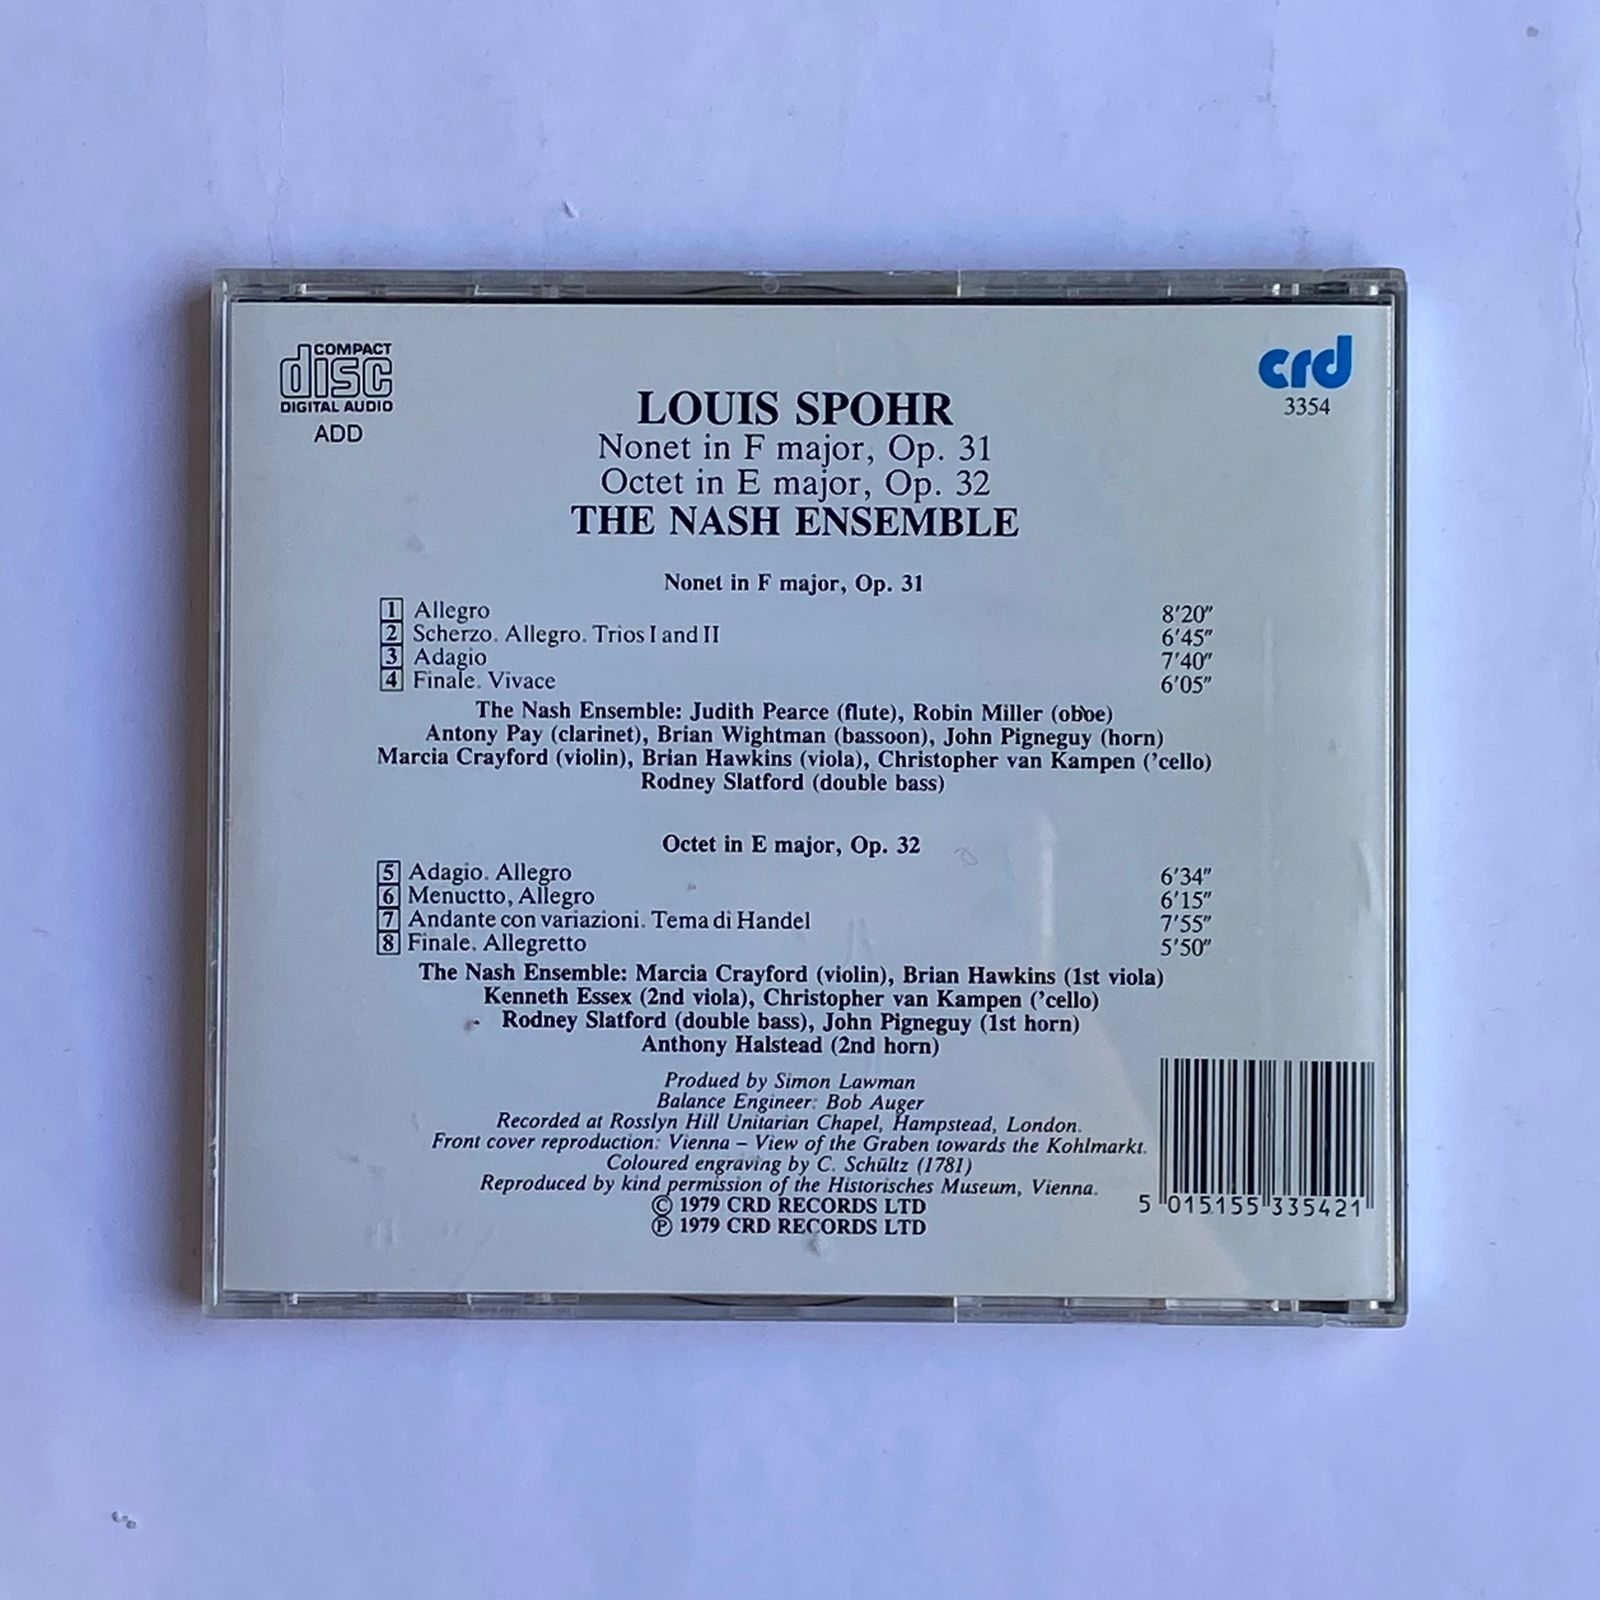 COMPACT
disc
DIGITAL AUDIO
ADD
crd
3354
LOUIS SPOHR
Nonet in F major, Op. 31
Octet in E major, Op. 32
THE NASH ENSEMBLE
Nonet in F major, Op. 31
1 Allegro 8′20″
2 Scherzo. Allegro. Trios I and II 6′45″
3 Adagio 7′40″
4 Finale. Vivace 6′05″
The Nash Ensemble: Judith Pearce (flute), Robin Miller (oboe)
Antony Pay (clarinet), Brian Wightman (bassoon), John Pigneguy (horn)
Marcia Crayford (violin), Brian Hawkins (viola), Christopher van Kampen (’cello)
Rodney Slatford (double bass)
Octet in E major, Op. 32
5 Adagio. Allegro 6′34″
6 Menuctto, Allegro 6′15″
7 Andante con variazioni. Tema di Handel 7′55″
8 Finale. Allegretto 5′50″
The Nash Ensemble: Marcia Crayford (violin), Brian Hawkins (1st viola)
Kenneth Essex (2nd viola), Christopher van Kampen (’cello)
Rodney Slatford (double bass), John Pigneguy (1st horn)
Anthony Halstead (2nd horn)
Produed by Simon Lawman
Balance Engineer: Bob Auger
Recorded at Rosslyn Hill Unitarian Chapel, Hampstead, London.
Front cover reproduction: Vienna – View of the Graben towards the Kohlmarkt.
Coloured engraving by C. Schültz (1781)
Reproduced by kind permission of the Historisches Museum, Vienna.
© 1979 CRD RECORDS LTD
℗ 1979 CRD RECORDS LTD
5 015155 335421